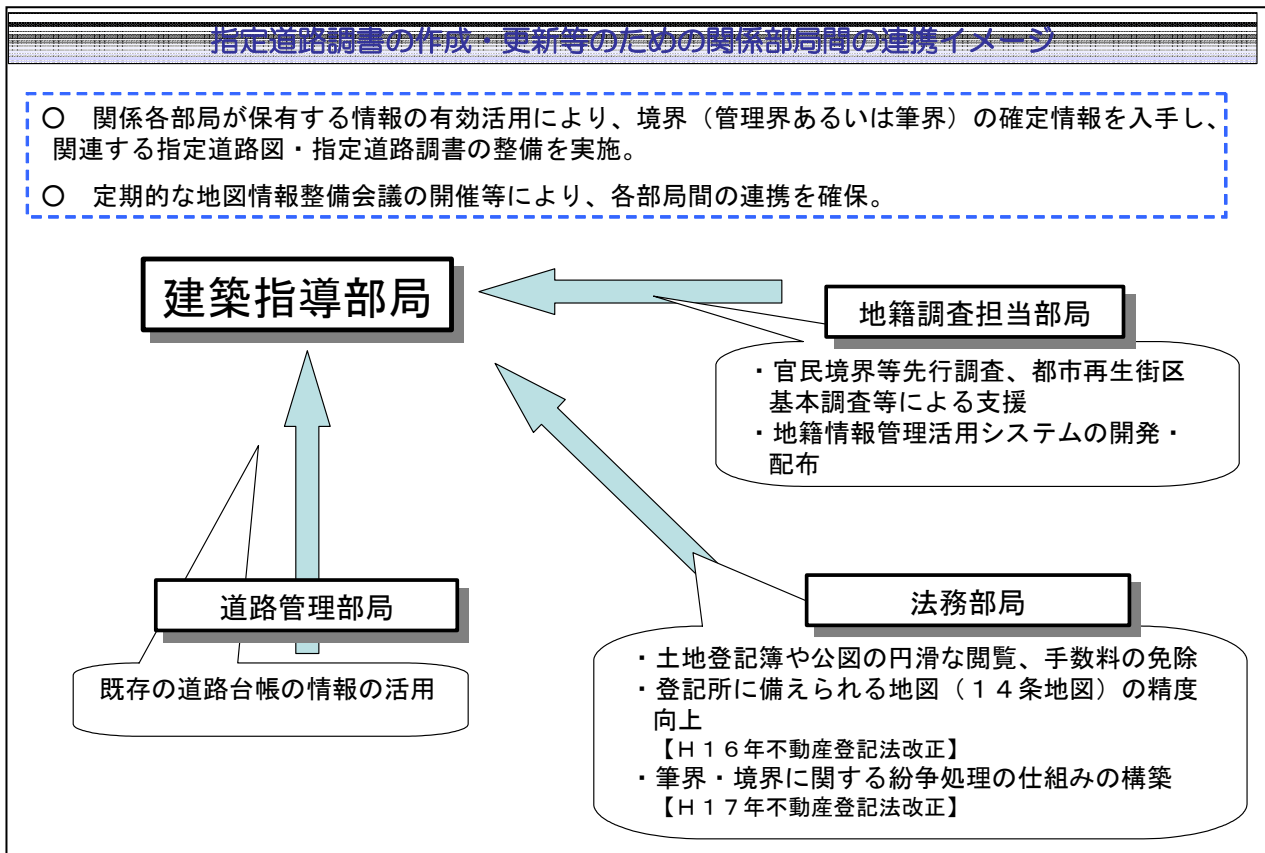 指定道路調書の作成・更新等のための関係部局間の連携イメージ
○　関係各部局が保有する情報の有効活用により、境界（管理界あるいは筆界）の確定情報を入手し、
関連する指定道路図・指定道路調書の整備を実施。
○　定期的な地図情報整備会議の開催等により、各部局間の連携を確保。
建築指導部局
地籍調査担当部局
・官民境界等先行調査、都市再生街区
基本調査等による支援
・地籍情報管理活用システムの開発・
配布
道路管理部局
既存の道路台帳の情報の活用
法務部局
・土地登記簿や公図の円滑な閲覧、手数料の免除
・登記所に備えられる地図（１４条地図）の精度
向上
【Ｈ１６年不動産登記法改正】
・筆界・境界に関する紛争処理の仕組みの構築
【Ｈ１７年不動産登記法改正】